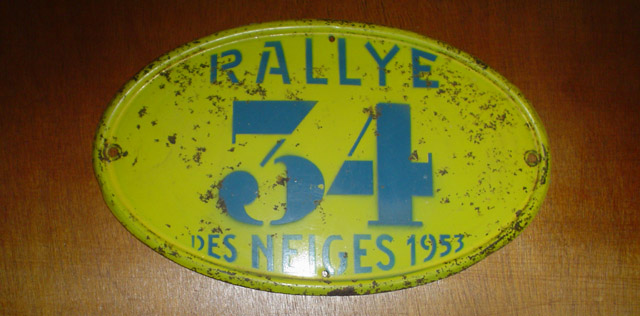 RALLYE
34
DES NEIGES 1953